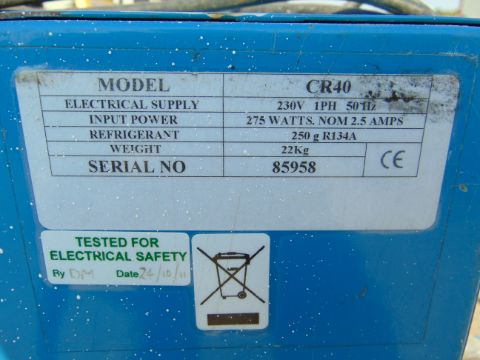 MODEL CR40
ELECTRICAL SUPPLY 230V 1PH 50Hz
INPUT POWER 275 WATTS. NOM 2.5 AMPS
REFRIGERANT 250 g R134A
WEIGHT 22Kg
CE
SERIAL NO 85958
TESTED FOR
ELECTRICAL SAFETY
By DM Date 24/10/11